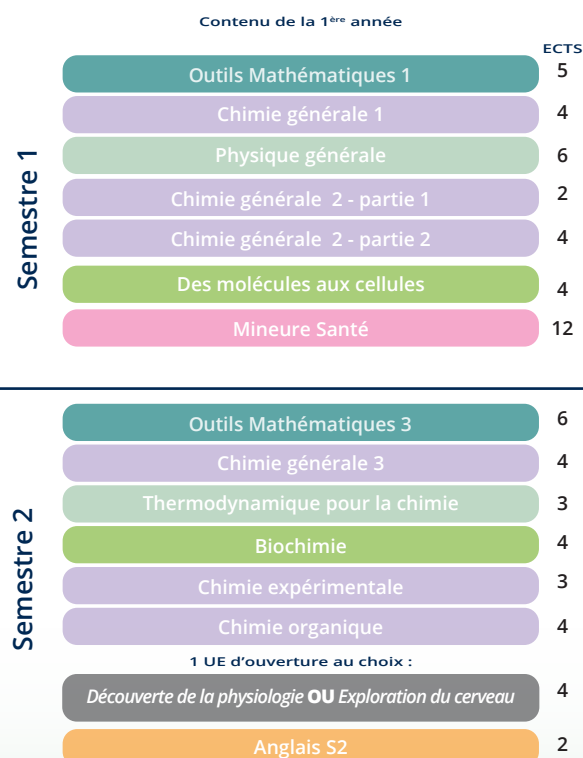 Contenu de la 1ère année
ECTS
Semestre 1
Outils Mathématiques 1 5
Chimie générale 1 4
Physique générale 6
Chimie générale 2 - partie 1 2
Chimie générale 2 - partie 2 4
Des molécules aux cellules 4
Mineure Santé 12
Semestre 2
Outils Mathématiques 3 6
Chimie générale 3 4
Thermodynamique pour la chimie 3
Biochimie 4
Chimie expérimentale 3
Chimie organique 4
1 UE d'ouverture au choix :
Découverte de la physiologie OU Exploration du cerveau 4
Anglais S2 2